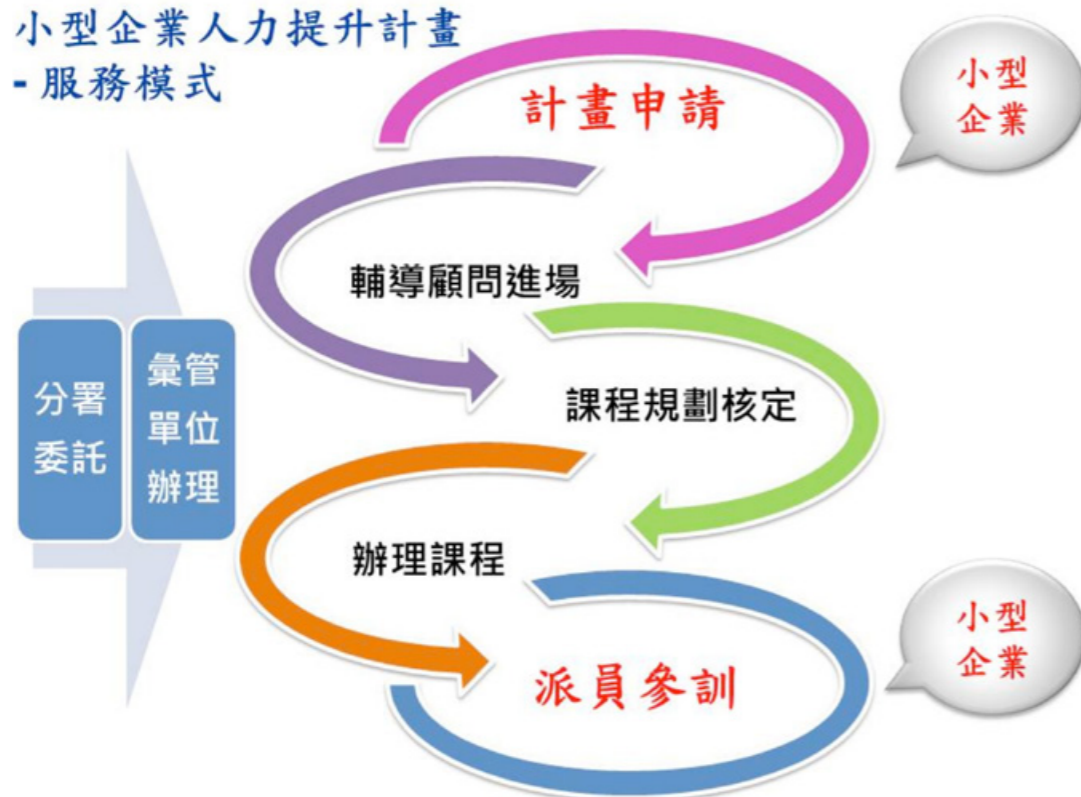 小型企業人力提升計畫
- 服務模式
小型
企業
計畫申請
輔導顧問進場
分署
委託
彙管
單位
辦理
課程規劃核定
辦理課程
派員參訓
小型
企業